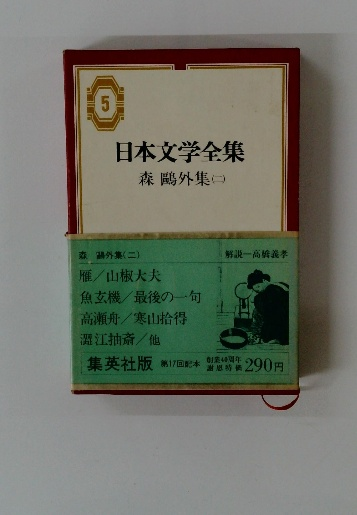 5
日本文学全集
森 鷗外集(二)
森 鷗外集(二)
解説―高橋義孝
雁／山椒大夫
魚玄機／最後の一句
高瀬舟／寒山拾得
澀江抽斎／他
集英社版 第17回配本 創業40周年 謝恩特価 290円